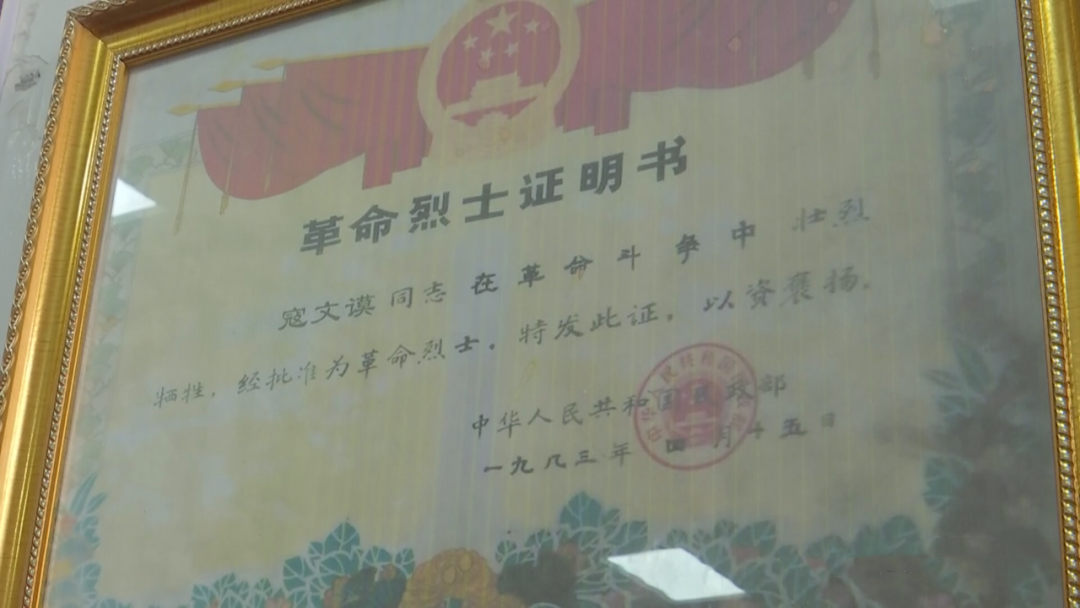 革命烈士证明书
寇文谟同志在革命斗争中壮烈
牺牲，经批准为革命烈士。特发此证，以资褒扬。
中华人民共和国民政部
一九八三年四月十五日